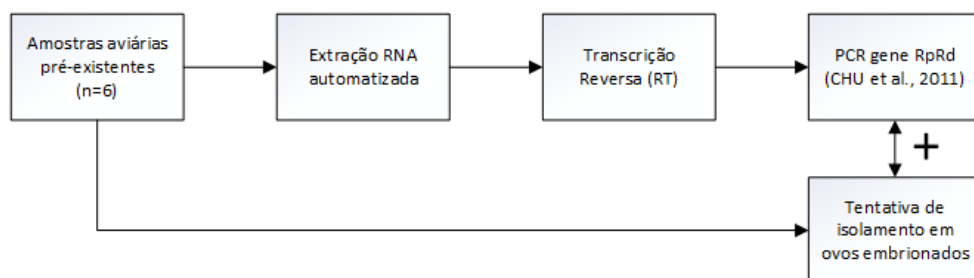 Amostras aviárias
pré-existentes
(n=6)
Extração RNA
automatizada
Transcrição
Reversa (RT)
PCR gene RpRd
(CHU et al., 2011)
+
Tentativa de
isolamento em
ovos embrionados